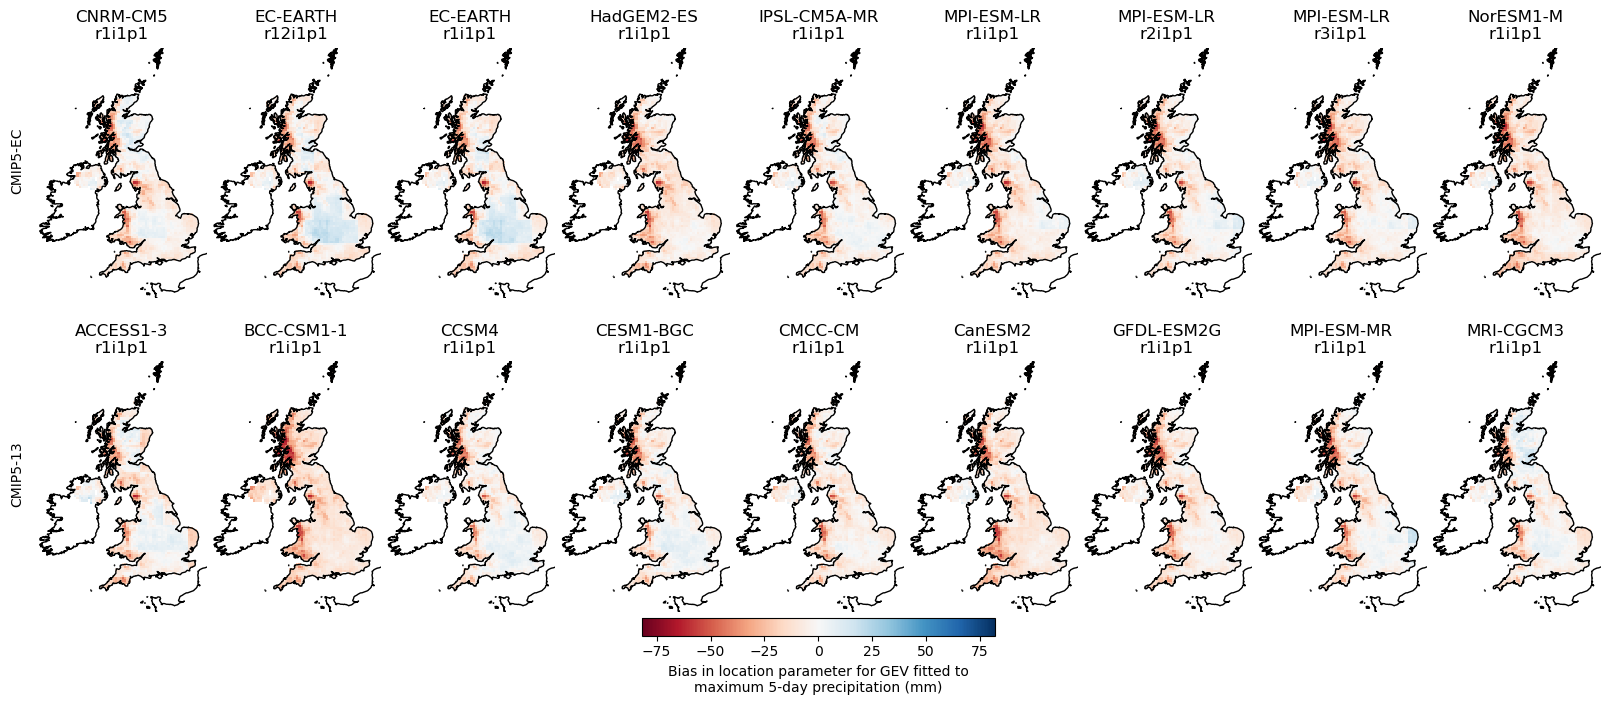 CNRM-CM5 EC-EARTH EC-EARTH HadGEM2-ES IPSL-CM5A-MR MPI-ESM-LR MPI-ESM-LR MPI-ESM-LR NorESM1-M
r1i1p1 r12i1p1 r1i1p1 r1i1p1 r1i1p1 r1i1p1 r2i1p1 r3i1p1 r1i1p1
CMIP5-EC
ACCESS1-3 BCC-CSM1-1 CCSM4 CESM1-BGC CMCC-CM CanESM2 GFDL-ESM2G MPI-ESM-MR MRI-CGCM3
r1i1p1 r1i1p1 r1i1p1 r1i1p1 r1i1p1 r1i1p1 r1i1p1 r1i1p1 r1i1p1
CMIP5-13
−75 −50 −25 0 25 50 75
Bias in location parameter for GEV fitted to
maximum 5-day precipitation (mm)